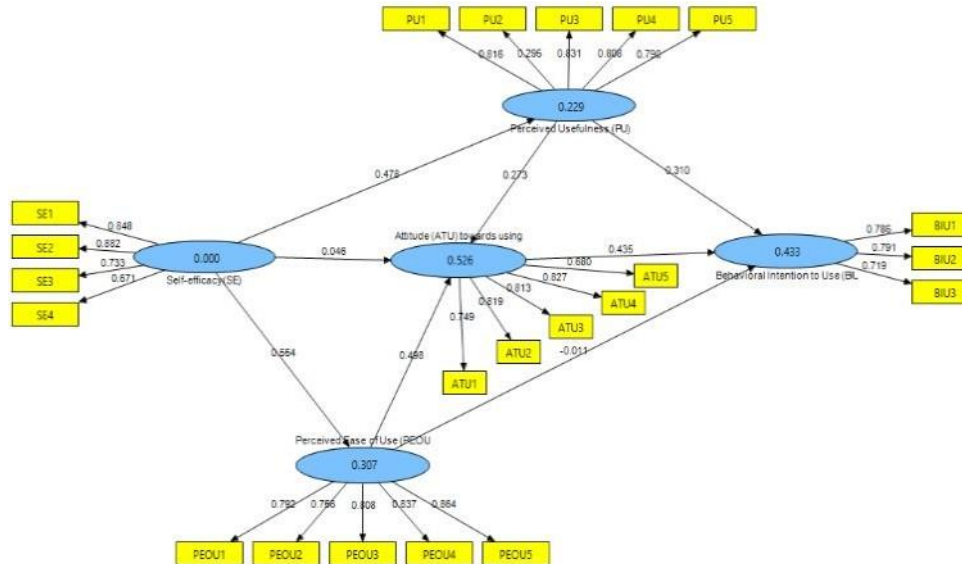 PU1 PU2 PU3 PU4 PU5
0.816 0.295 0.831 0.808 0.792
0.229
Perceived Usefulness (PU)
0.478
0.273
0.310
SE1
SE2
SE3
SE4
0.848
0.882
0.733
0.671
0.000
Self-efficacy (SE)
0.046
Attitude (ATU) towards using
0.526
0.435
0.680
0.827
0.813
0.819
0.749
ATU5
ATU4
ATU3
ATU2
ATU1
0.433
Behavioral Intention to Use (BIU
0.785
0.791
0.719
BIU1
BIU2
BIU3
0.554
0.498
-0.011
Perceived Ease of Use (PEOU
0.307
0.792 0.766 0.808 0.837 0.864
PEOU1 PEOU2 PEOU3 PEOU4 PEOU5